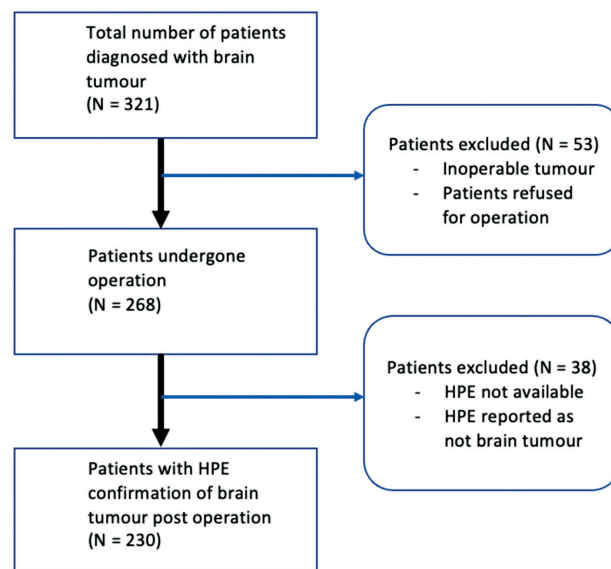 Total number of patients
diagnosed with brain
tumour
(N = 321)
Patients excluded (N = 53)
- Inoperable tumour
- Patients refused
for operation
Patients undergone
operation
(N = 268)
Patients excluded (N = 38)
- HPE not available
- HPE reported as
not brain tumour
Patients with HPE
confirmation of brain
tumour post operation
(N = 230)